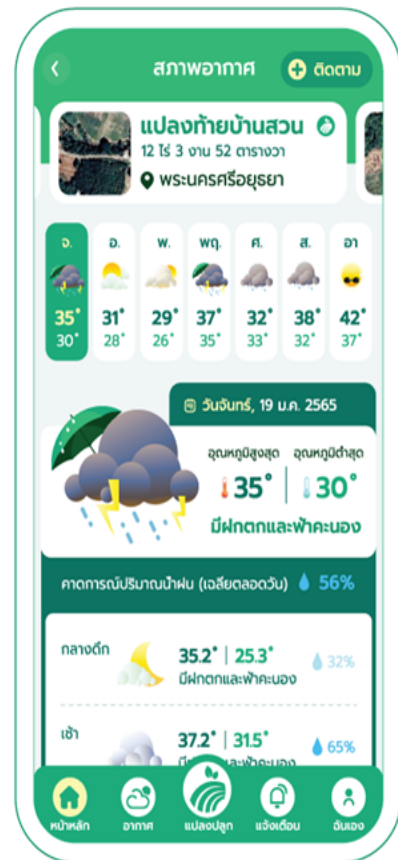 สภาพอากาศ
ติดตาม
แปลงท้ายบ้านสวน
12 ไร่ 3 งาน 52 ตารางวา
พระนครศรีอยุธยา
จ. อ. พ. พฤ. ศ. ส. อา
35° 31° 29° 37° 32° 38° 42°
30° 28° 26° 35° 33° 32° 37°
วันจันทร์, 19 ม.ค. 2565
อุณหภูมิสูงสุด อุณหภูมิต่ำสุด
35° 30°
มีฝกตกและฟ้าคะนอง
คาดการณ์ปริมาณน้ำฝน (เฉลี่ยตลอดวัน) 56%
กลางดึก
35.2° | 25.3° 32%
มีฝกตกและฟ้าคะนอง
เช้า
37.2° | 31.5° 65%
หน้าหลัก อากาศ แปลงปลูก แจ้งเตือน ฉันเอง